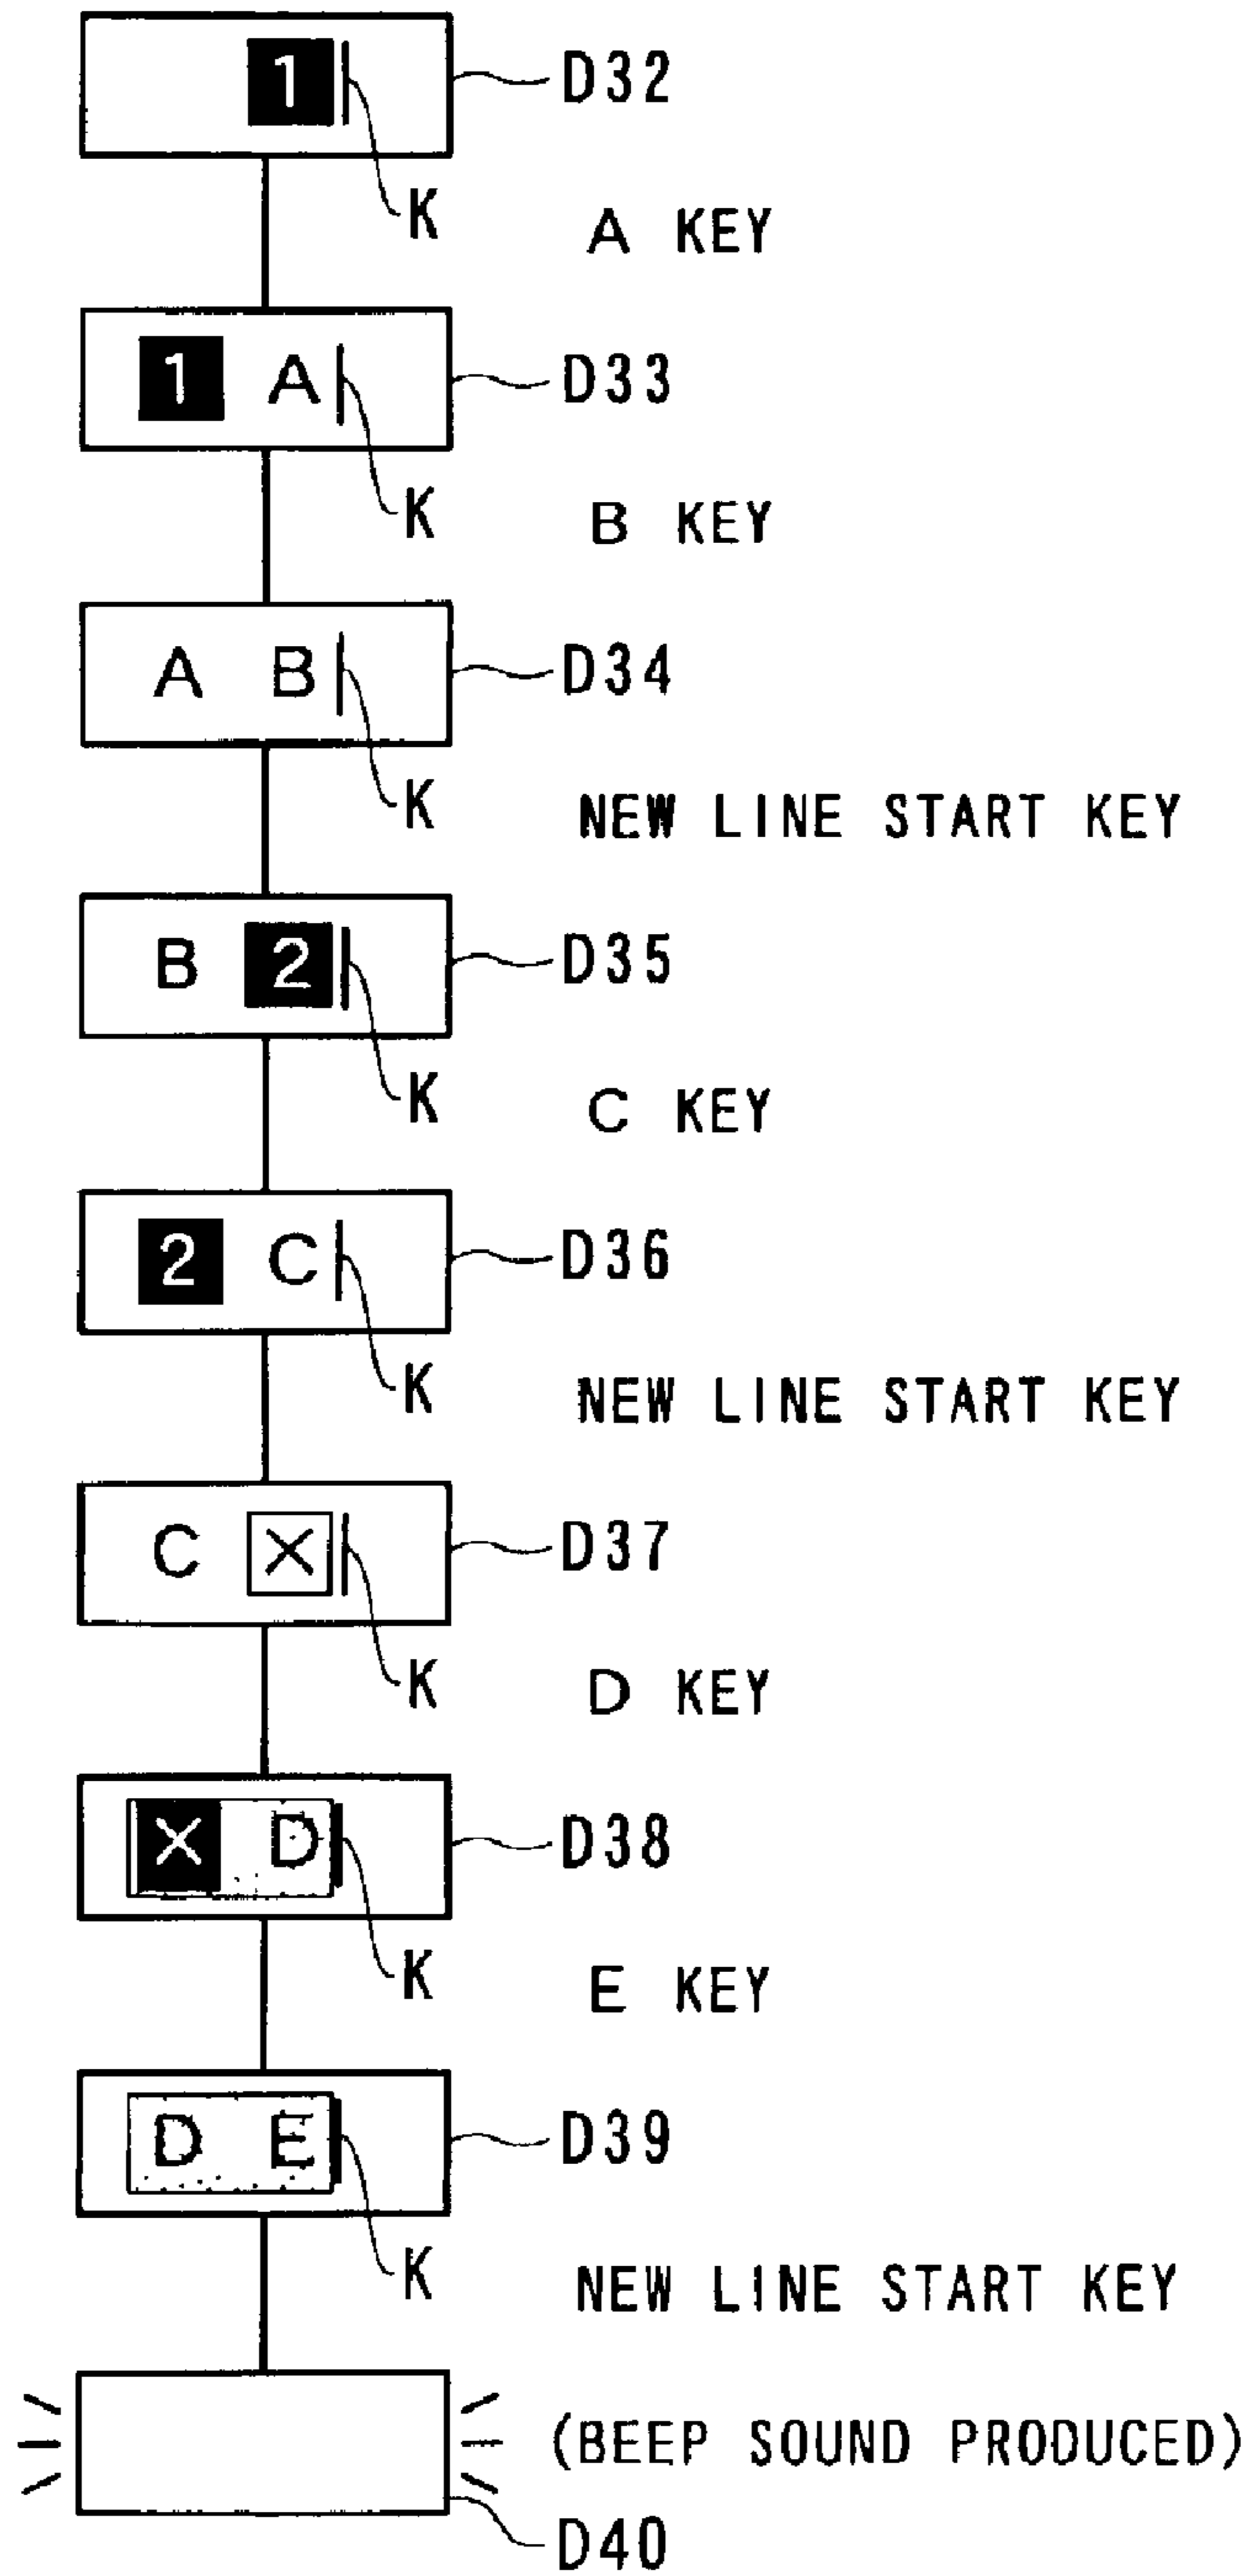 1 D32
K A KEY
1 A D33
K B KEY
A B D34
K NEW LINE START KEY
B 2 D35
K C KEY
2 C D36
K NEW LINE START KEY
C X D37
K D KEY
X D D38
K E KEY
D E D39
K NEW LINE START KEY
(BEEP SOUND PRODUCED)
D40